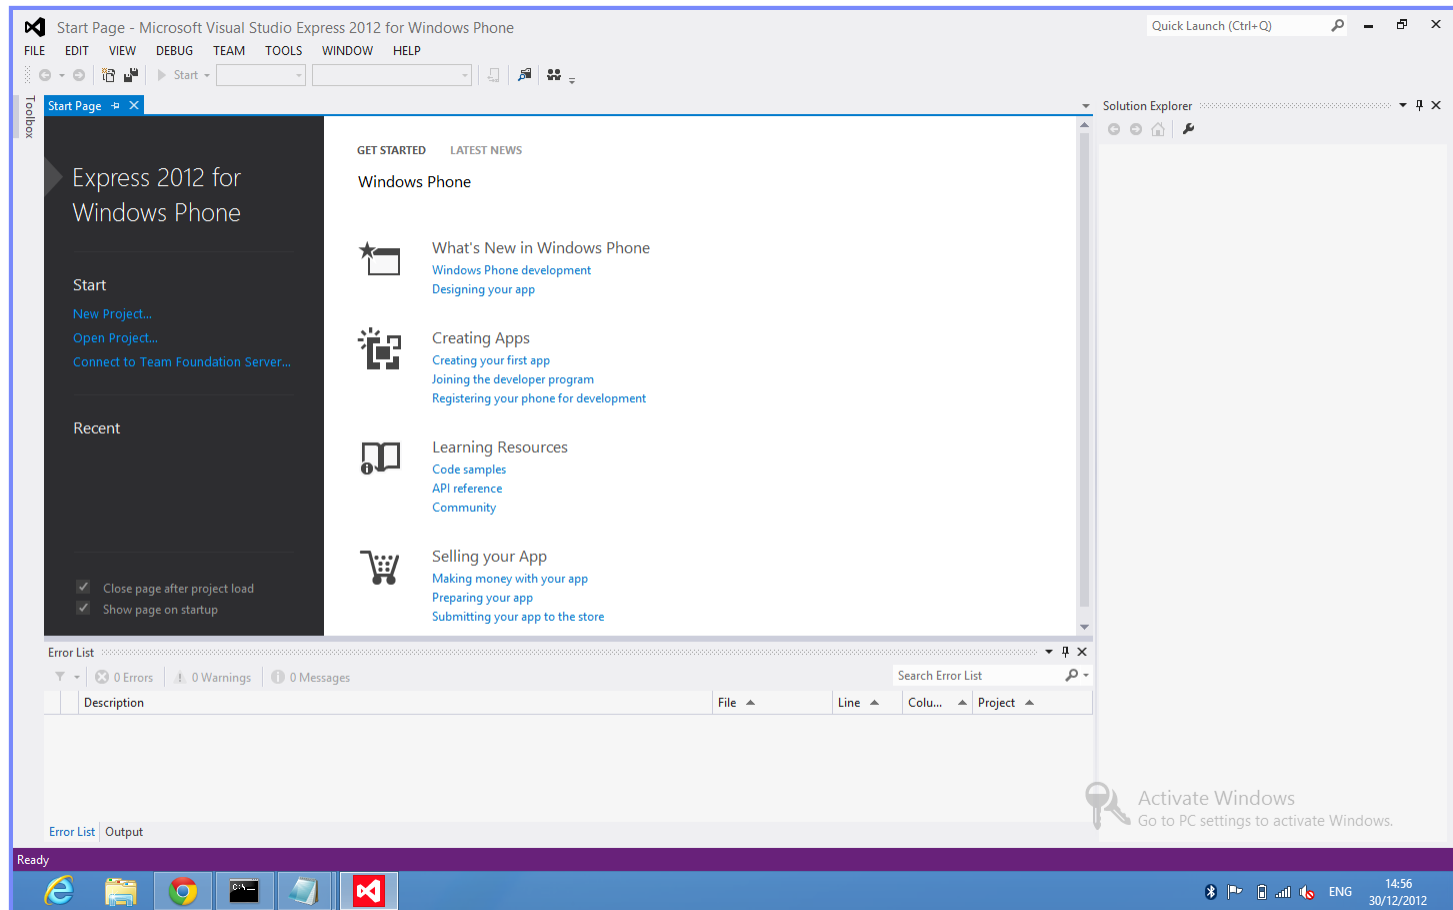 Start Page - Microsoft Visual Studio Express 2012 for Windows Phone
Quick Launch (Ctrl+Q)
FILE EDIT VIEW DEBUG TEAM TOOLS WINDOW HELP
Start
Toolbox
Start Page
Solution Explorer
Express 2012 for
Windows Phone
Start
New Project...
Open Project...
Connect to Team Foundation Server...
Recent
Close page after project load
Show page on startup
GET STARTED LATEST NEWS
Windows Phone
What's New in Windows Phone
Windows Phone development
Designing your app
Creating Apps
Creating your first app
Joining the developer program
Registering your phone for development
Learning Resources
Code samples
API reference
Community
Selling your App
Making money with your app
Preparing your app
Submitting your app to the store
Error List
0 Errors 0 Warnings 0 Messages
Search Error List
Description File Line Colu... Project
Activate Windows
Go to PC settings to activate Windows.
Error List Output
Ready
C:\_
ENG
14:56
30/12/2012